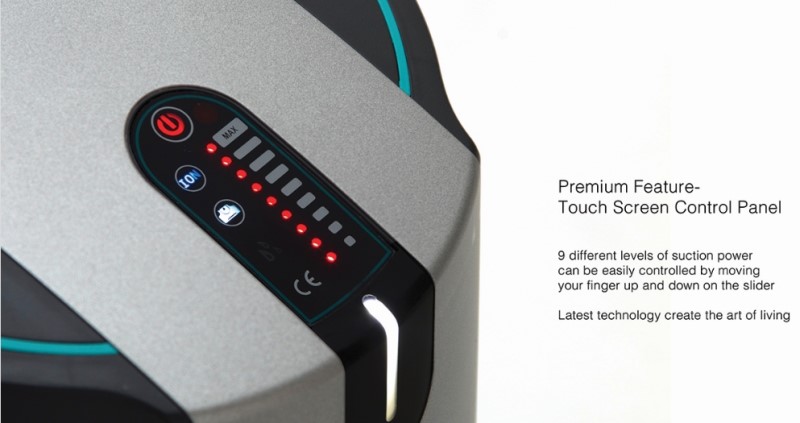 MAX
ION
CE
Premium Feature-
Touch Screen Control Panel
9 different levels of suction power
can be easily controlled by moving
your finger up and down on the slider
Latest technology create the art of living